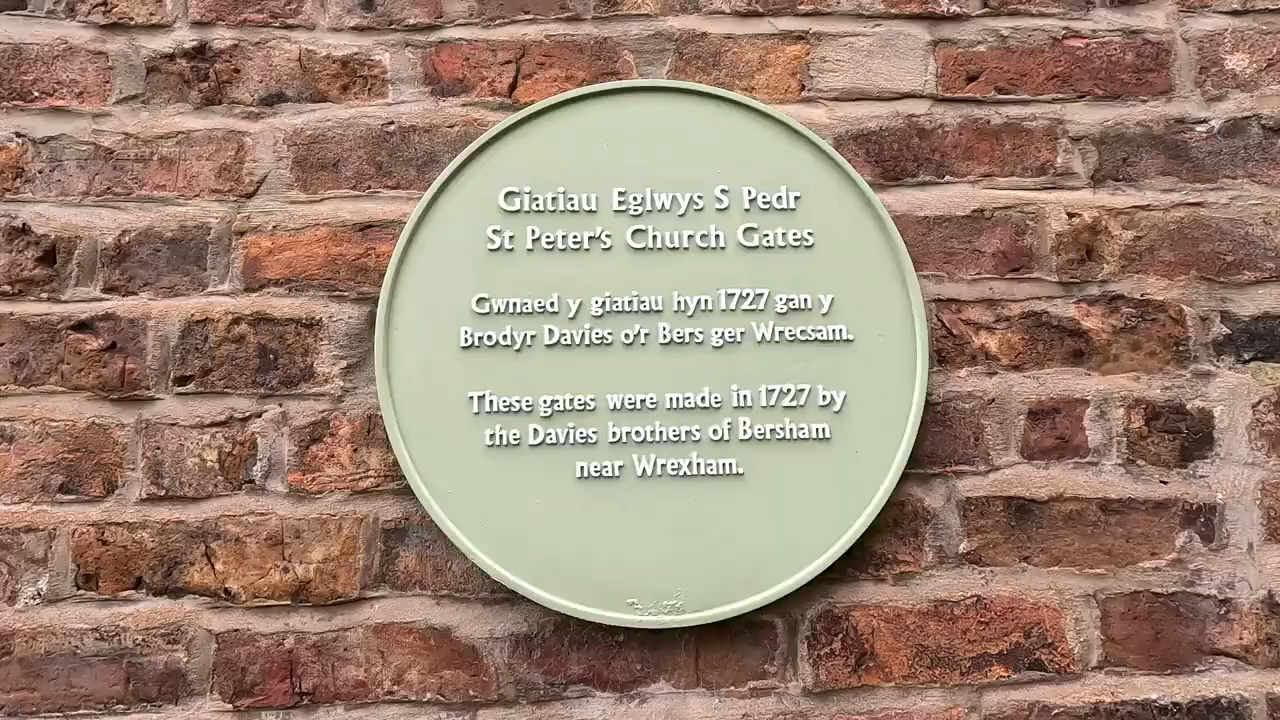 Giatiau Eglwys S Pedr
St Peter's Church Gates
Gwnaed y giatiau hyn 1727 gan y
Brodyr Davies o'r Bers ger Wrecsam.
These gates were made in 1727 by
the Davies brothers of Bersham
near Wrexham.